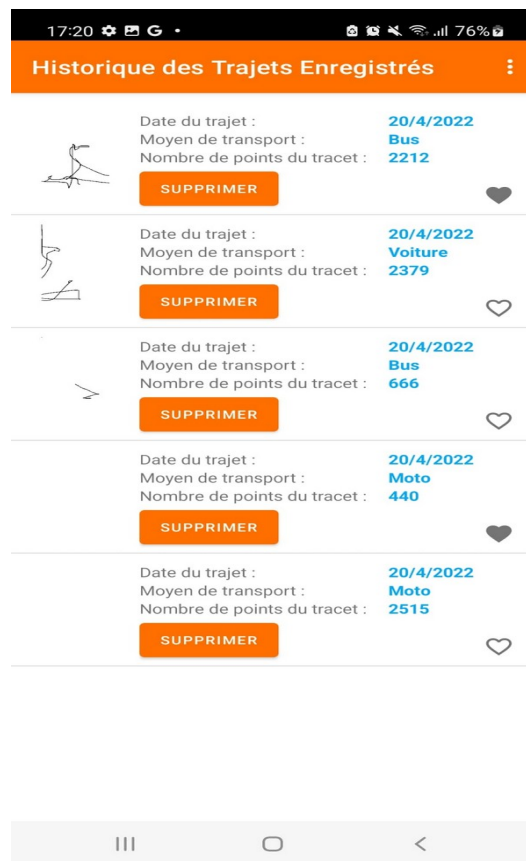 17:20 G 76%
Historique des Trajets Enregistrés
Date du trajet : 20/4/2022
Moyen de transport : Bus
Nombre de points du tracet : 2212
SUPPRIMER
Date du trajet : 20/4/2022
Moyen de transport : Voiture
Nombre de points du tracet : 2379
SUPPRIMER
Date du trajet : 20/4/2022
Moyen de transport : Bus
Nombre de points du tracet : 666
SUPPRIMER
Date du trajet : 20/4/2022
Moyen de transport : Moto
Nombre de points du tracet : 440
SUPPRIMER
Date du trajet : 20/4/2022
Moyen de transport : Moto
Nombre de points du tracet : 2515
SUPPRIMER